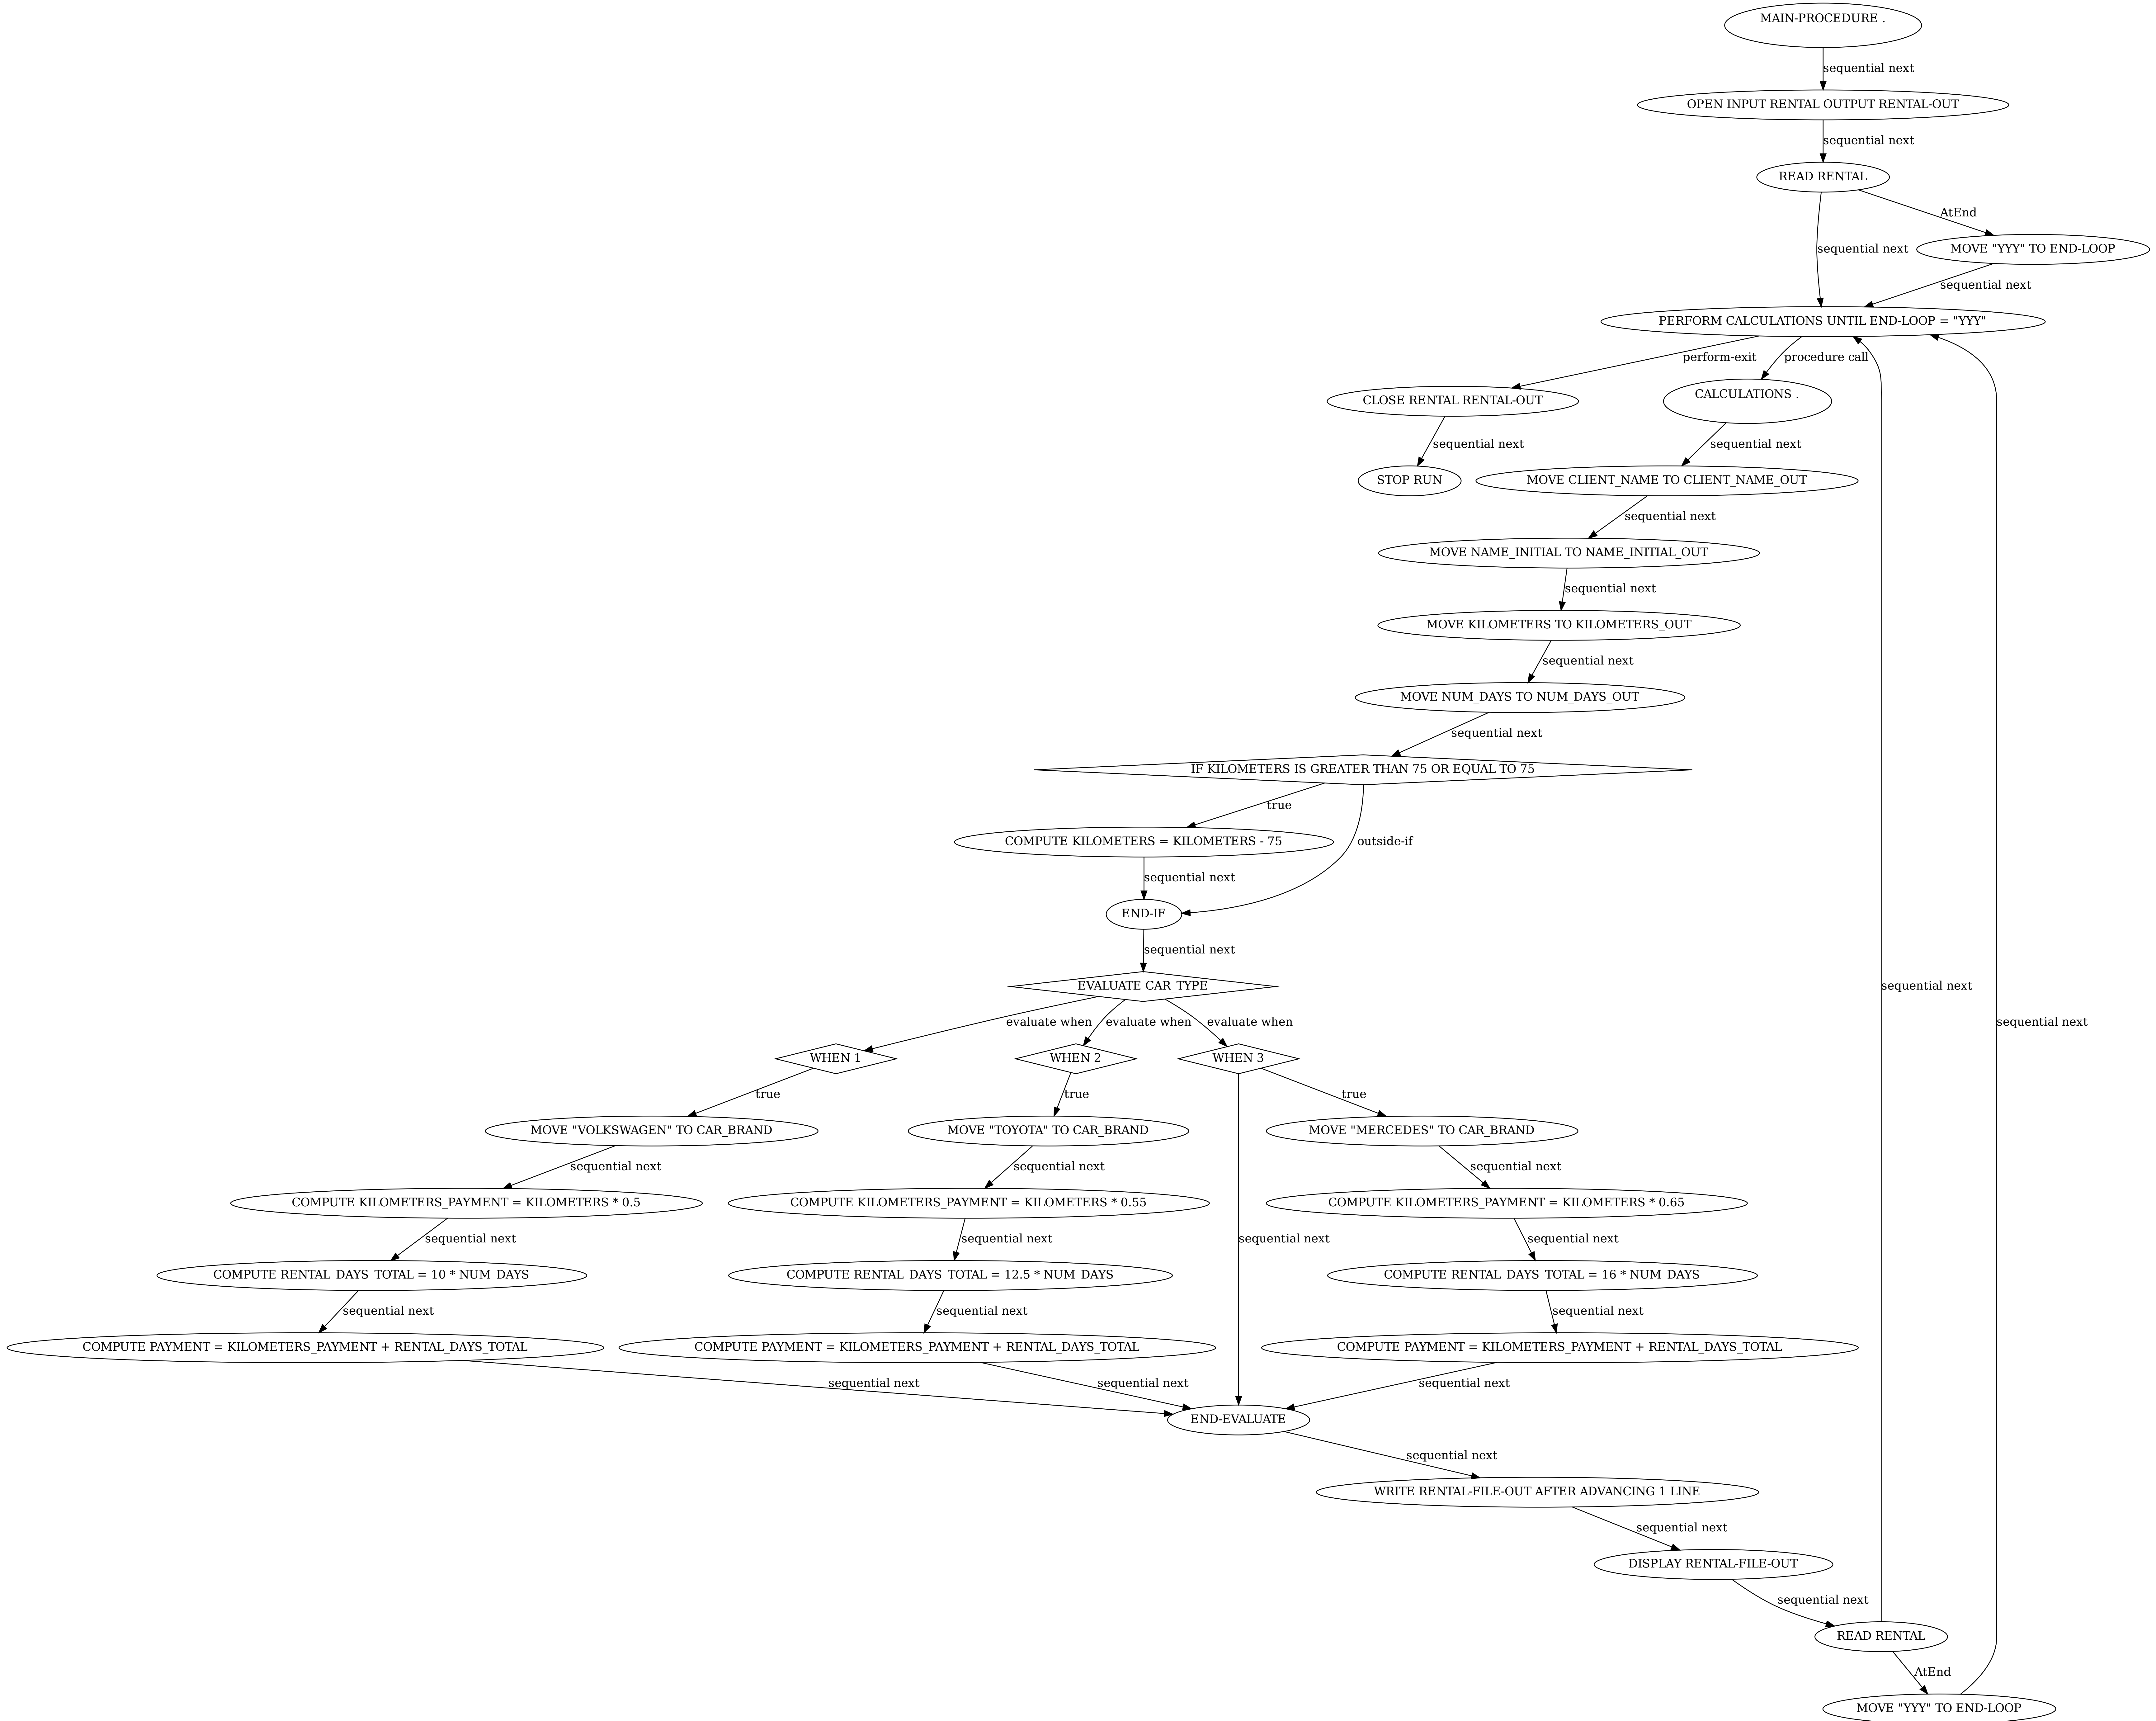 MAIN-PROCEDURE .
sequential next
OPEN INPUT RENTAL OUTPUT RENTAL-OUT
sequential next
READ RENTAL
AtEnd
sequential next
MOVE "YYY" TO END-LOOP
sequential next
PERFORM CALCULATIONS UNTIL END-LOOP = "YYY"
perform-exit
procedure call
CLOSE RENTAL RENTAL-OUT
CALCULATIONS .
sequential next
sequential next
STOP RUN
MOVE CLIENT_NAME TO CLIENT_NAME_OUT
sequential next
MOVE NAME_INITIAL TO NAME_INITIAL_OUT
sequential next
MOVE KILOMETERS TO KILOMETERS_OUT
sequential next
MOVE NUM_DAYS TO NUM_DAYS_OUT
sequential next
IF KILOMETERS IS GREATER THAN 75 OR EQUAL TO 75
true
COMPUTE KILOMETERS = KILOMETERS - 75
outside-if
sequential next
END-IF
sequential next
EVALUATE CAR_TYPE
sequential next
evaluate when
evaluate when
evaluate when
sequential next
WHEN 1
WHEN 2
WHEN 3
true
true
true
MOVE "VOLKSWAGEN" TO CAR_BRAND
MOVE "TOYOTA" TO CAR_BRAND
MOVE "MERCEDES" TO CAR_BRAND
sequential next
sequential next
sequential next
COMPUTE KILOMETERS_PAYMENT = KILOMETERS * 0.5
COMPUTE KILOMETERS_PAYMENT = KILOMETERS * 0.55
COMPUTE KILOMETERS_PAYMENT = KILOMETERS * 0.65
sequential next
sequential next
sequential next
sequential next
COMPUTE RENTAL_DAYS_TOTAL = 10 * NUM_DAYS
COMPUTE RENTAL_DAYS_TOTAL = 12.5 * NUM_DAYS
COMPUTE RENTAL_DAYS_TOTAL = 16 * NUM_DAYS
sequential next
sequential next
sequential next
COMPUTE PAYMENT = KILOMETERS_PAYMENT + RENTAL_DAYS_TOTAL
COMPUTE PAYMENT = KILOMETERS_PAYMENT + RENTAL_DAYS_TOTAL
COMPUTE PAYMENT = KILOMETERS_PAYMENT + RENTAL_DAYS_TOTAL
sequential next
sequential next
sequential next
END-EVALUATE
sequential next
WRITE RENTAL-FILE-OUT AFTER ADVANCING 1 LINE
sequential next
DISPLAY RENTAL-FILE-OUT
sequential next
READ RENTAL
AtEnd
MOVE "YYY" TO END-LOOP